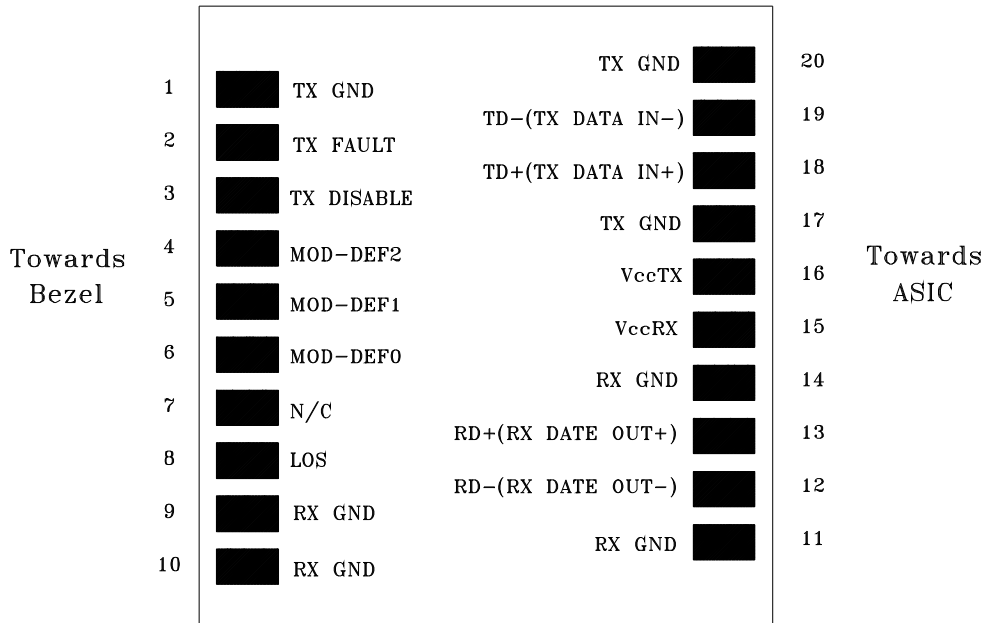 Towards
Bezel
1 TX GND
2 TX FAULT
3 TX DISABLE
4 MOD-DEF2
5 MOD-DEF1
6 MOD-DEF0
7 N/C
8 LOS
9 RX GND
10 RX GND
TX GND 20
TD-(TX DATA IN-) 19
TD+(TX DATA IN+) 18
TX GND 17
VccTX 16
VccRX 15
RX GND 14
RD+(RX DATE OUT+) 13
RD-(RX DATE OUT-) 12
RX GND 11
Towards
ASIC